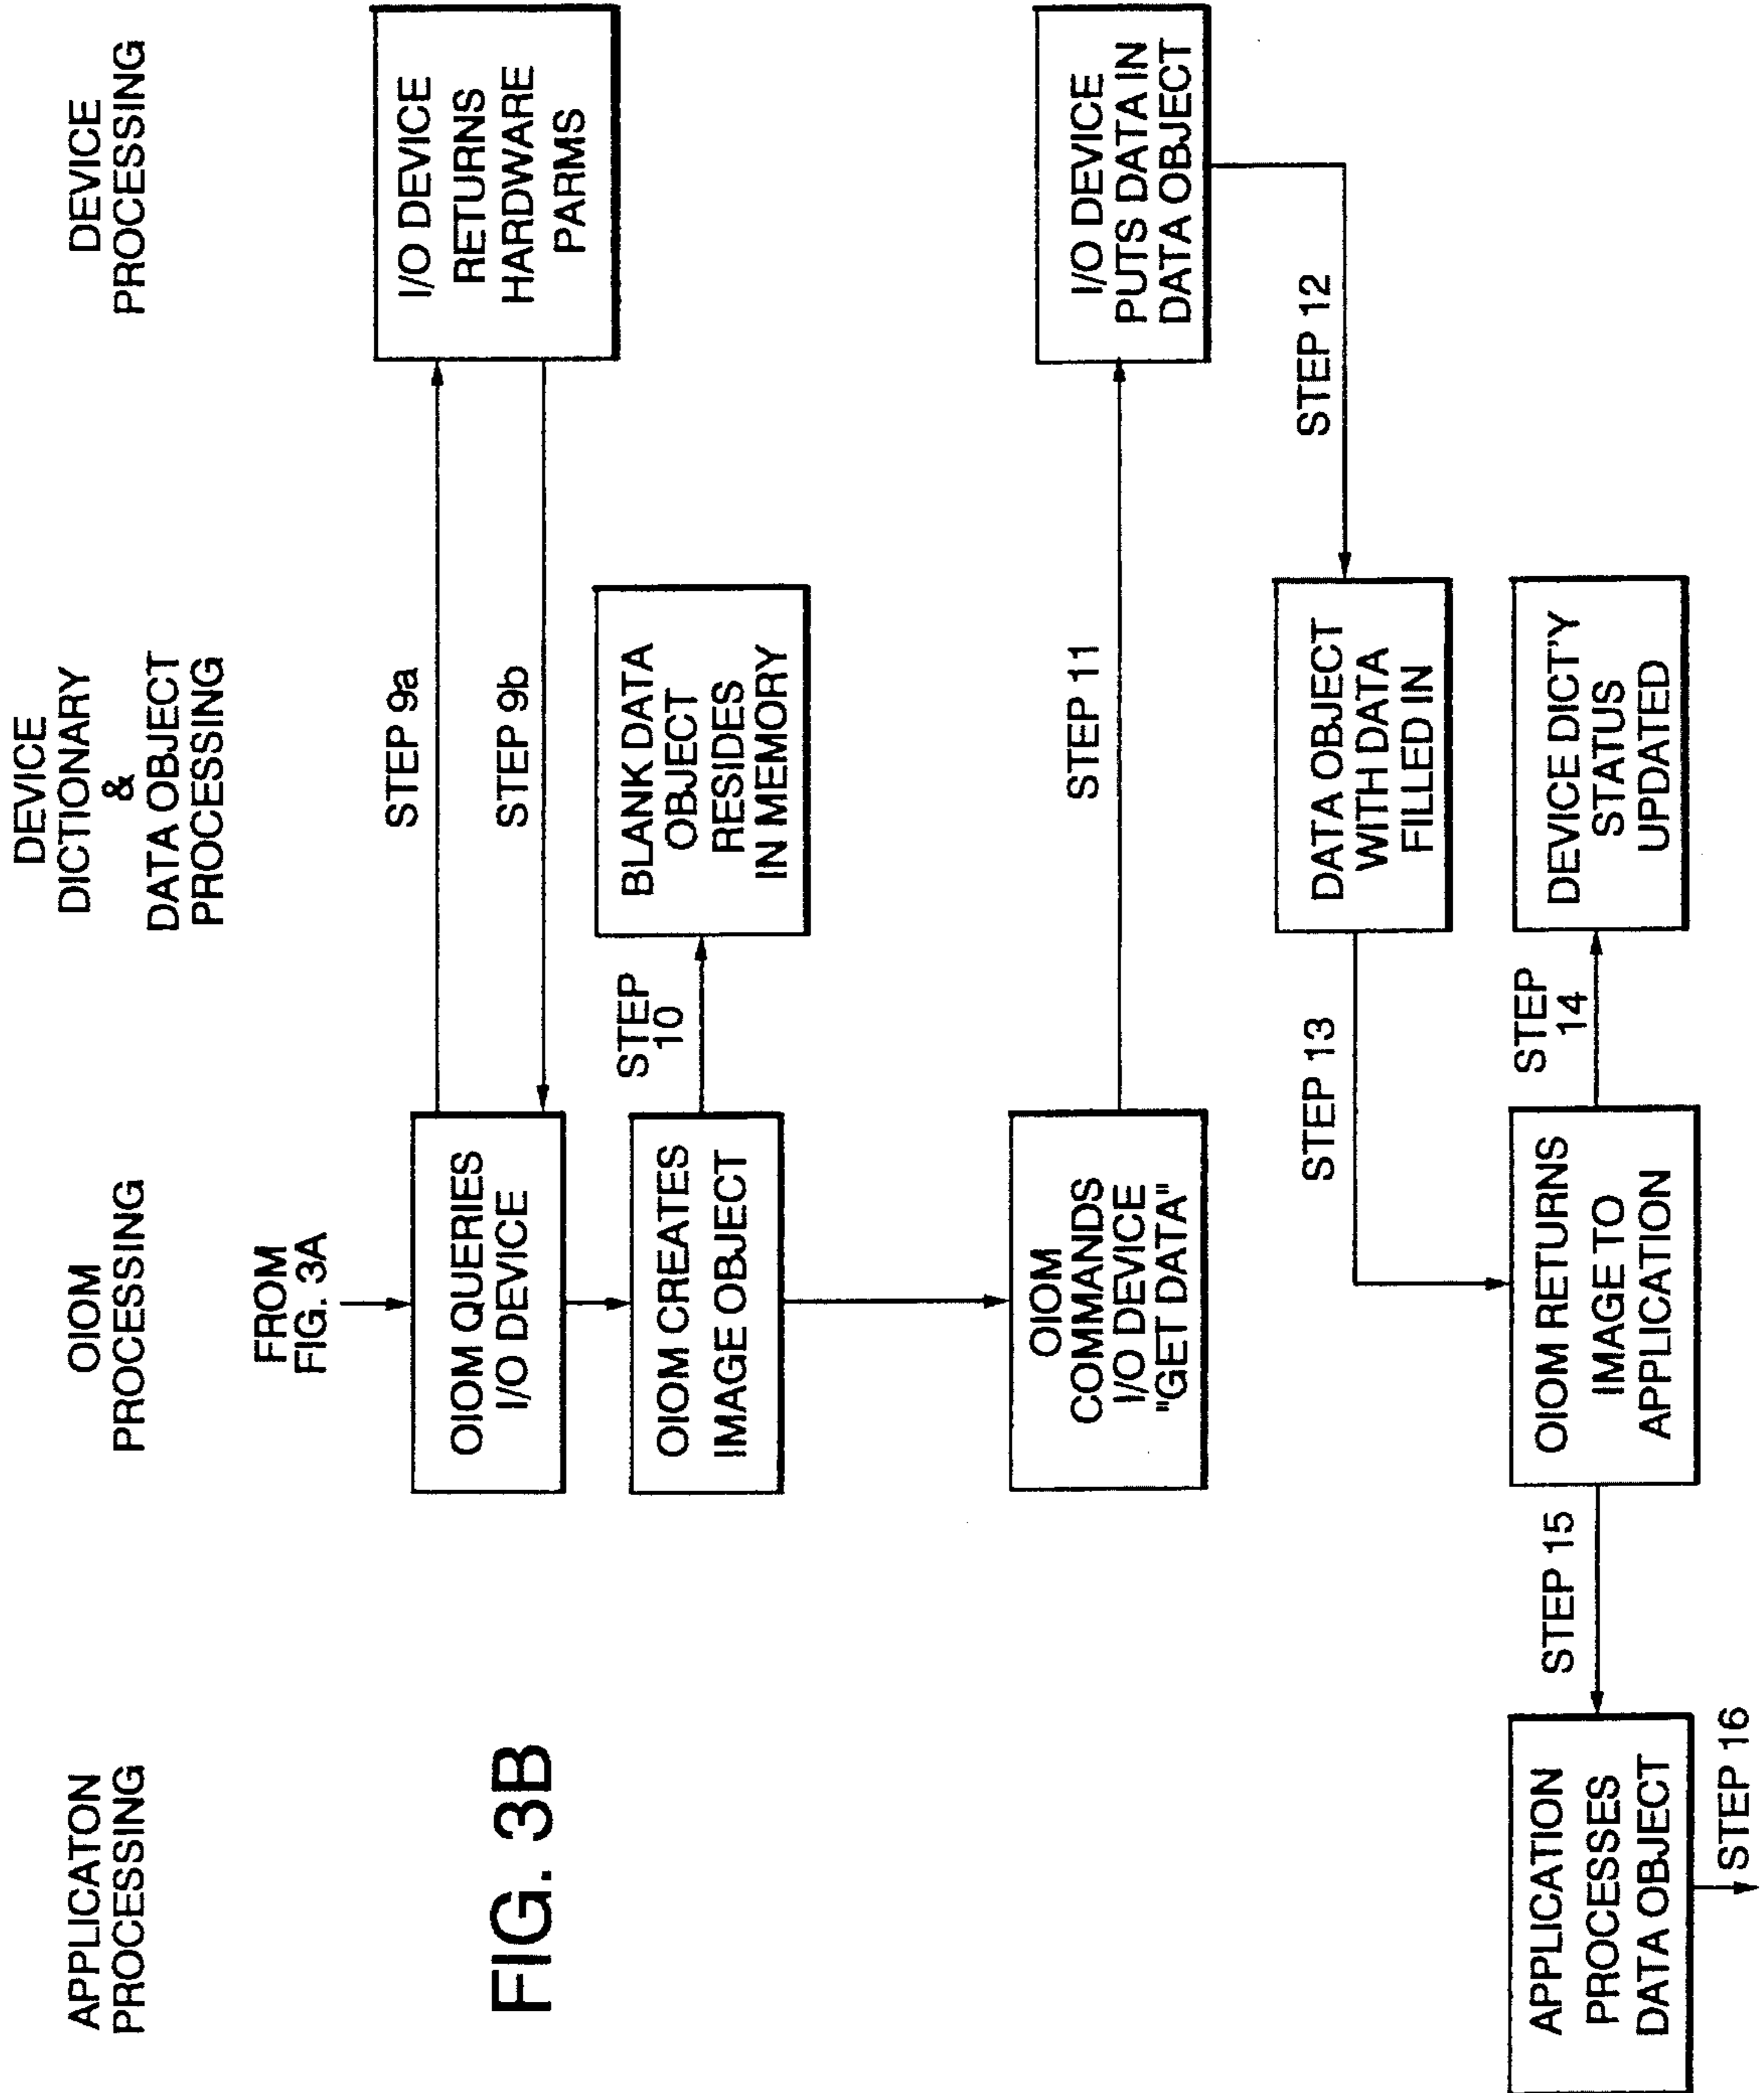 APPLICATON
PROCESSING
OIOM
PROCESSING
DEVICE
DICTIONARY
&
DATA OBJECT
PROCESSING
DEVICE
PROCESSING
FROM
FIG. 3A
OIOM QUERIES
I/O DEVICE
STEP 9a
STEP 9b
I/O DEVICE
RETURNS
HARDWARE
PARMS
OIOM CREATES
IMAGE OBJECT
STEP
10
BLANK DATA
OBJECT
RESIDES
IN MEMORY
FIG. 3B
OIOM
COMMANDS
I/O DEVICE
"GET DATA"
STEP 11
I/O DEVICE
PUTS DATA IN
DATA OBJECT
STEP 12
DATA OBJECT
WITH DATA
FILLED IN
STEP 13
OIOM RETURNS
IMAGE TO
APPLICATION
STEP
14
DEVICE DICT'Y
STATUS
UPDATED
STEP 15
APPLICATION
PROCESSES
DATA OBJECT
STEP 16